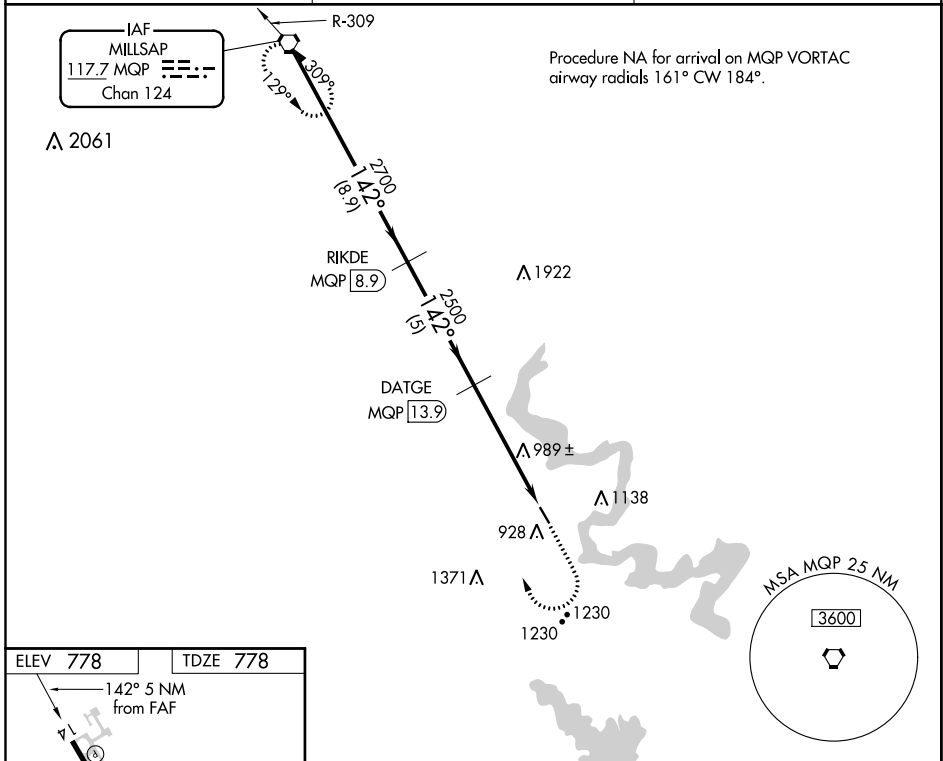 R-309
IAF
MILLSAP
117.7 MQP
Chan 124
Procedure NA for arrival on MQP VORTAC
airway radials 161° CW 184°.
309°
129°
2061
2700
142°
(8.9)
RIKDE
MQP 8.9
1922
2500
142°
(5)
DATGE
MQP 13.9
989 ±
1138
928
1371
1230
1230
MSA MQP 25 NM
3600
ELEV 778
TDZE 778
142° 5 NM
from FAF
14
P